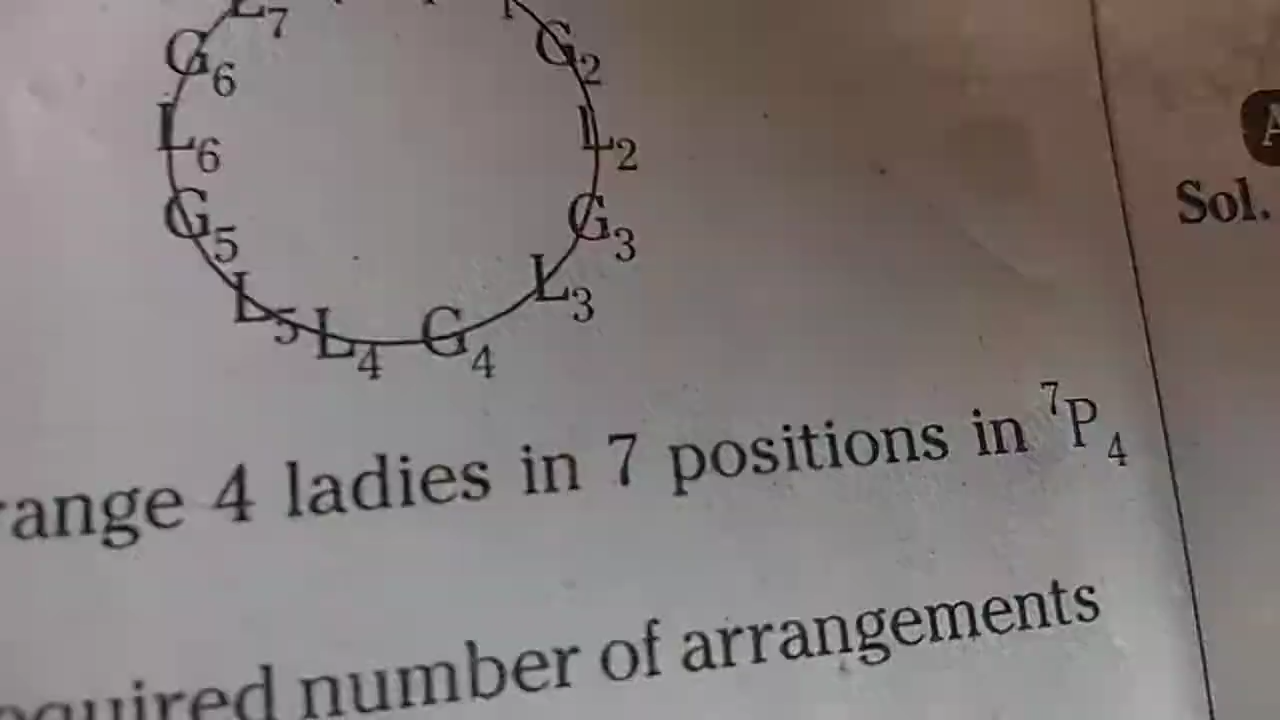 L7
G6
G2
L6
L2
G5
G3
L5
L3
L4
G4
Sol.
4 ladies in 7 positions in ⁷P₄
number of arrangements